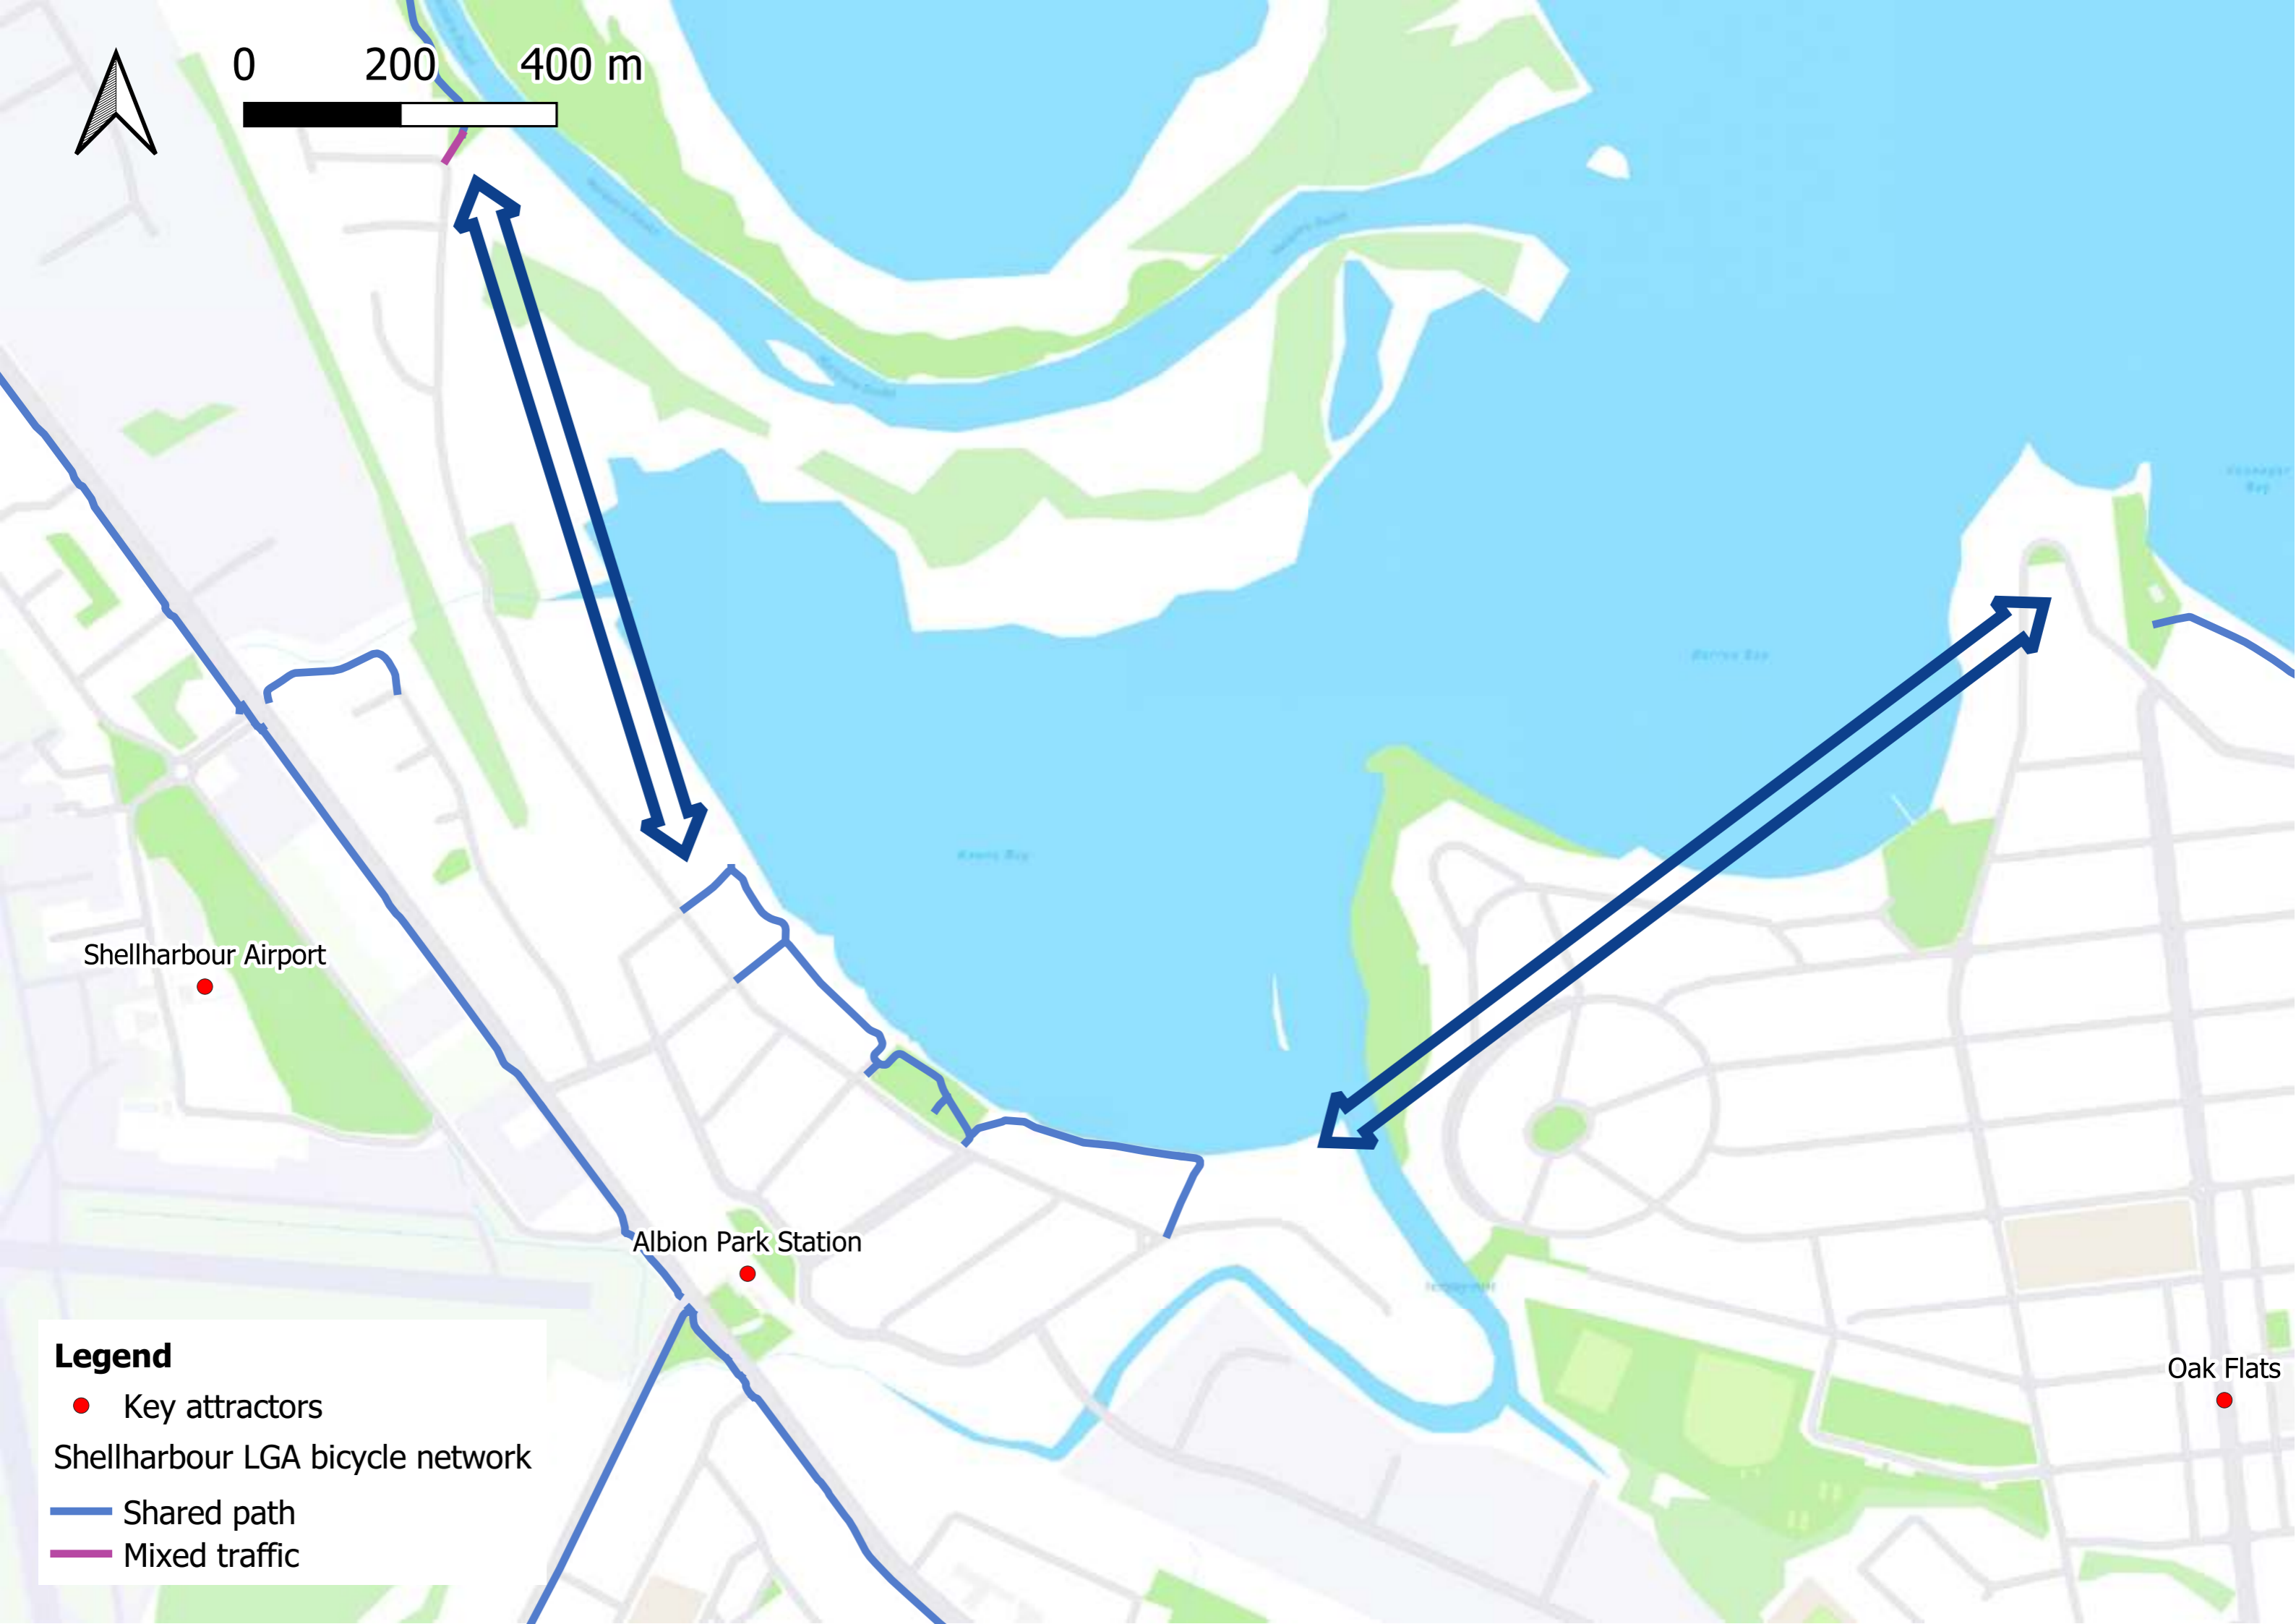 0 200 400 m
Shellharbour Airport
Albion Park Station
Oak Flats
Legend
Key attractors
Shellharbour LGA bicycle network
Shared path
Mixed traffic